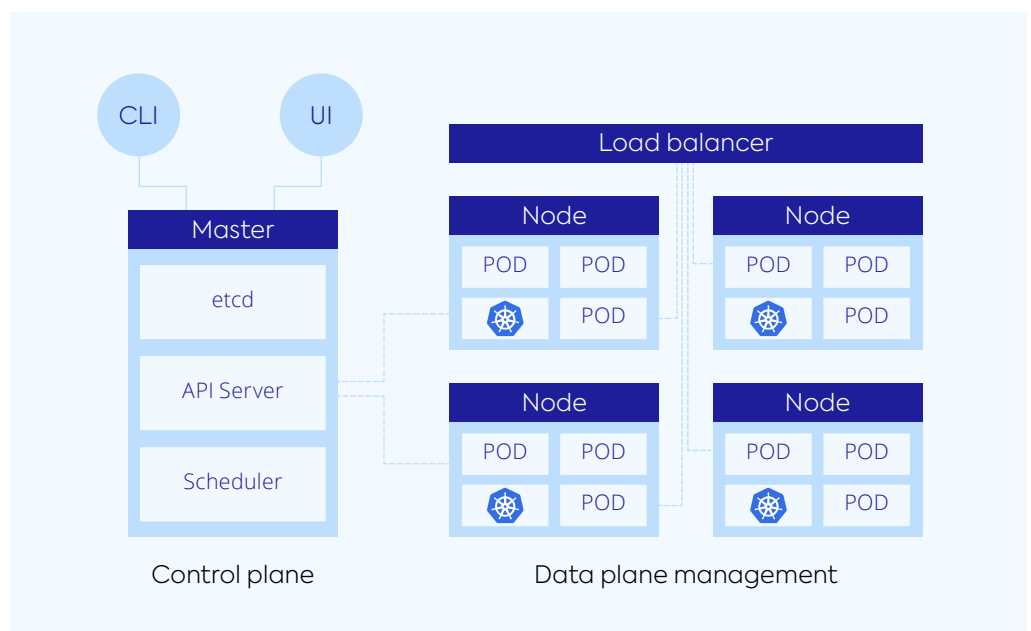 CLI
UI
Master
etcd
API Server
Scheduler
Control plane
Load balancer
Node
POD POD
POD
Node
POD POD
POD
Node
POD POD
POD
Node
POD POD
POD
Data plane management